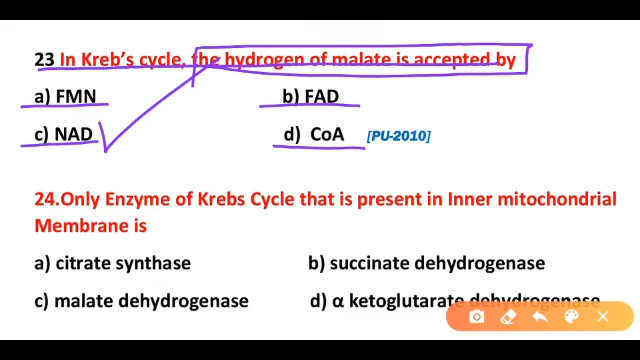 23 In Kreb's cycle, the hydrogen of malate is accepted by
a) FMN b) FAD
c) NAD d) CoA [PU-2010]
24.Only Enzyme of Krebs Cycle that is present in Inner mitochondrial
Membrane is
a) citrate synthase b) succinate dehydrogenase
c) malate dehydrogenase d) α ketoglutarate dehydrogenase